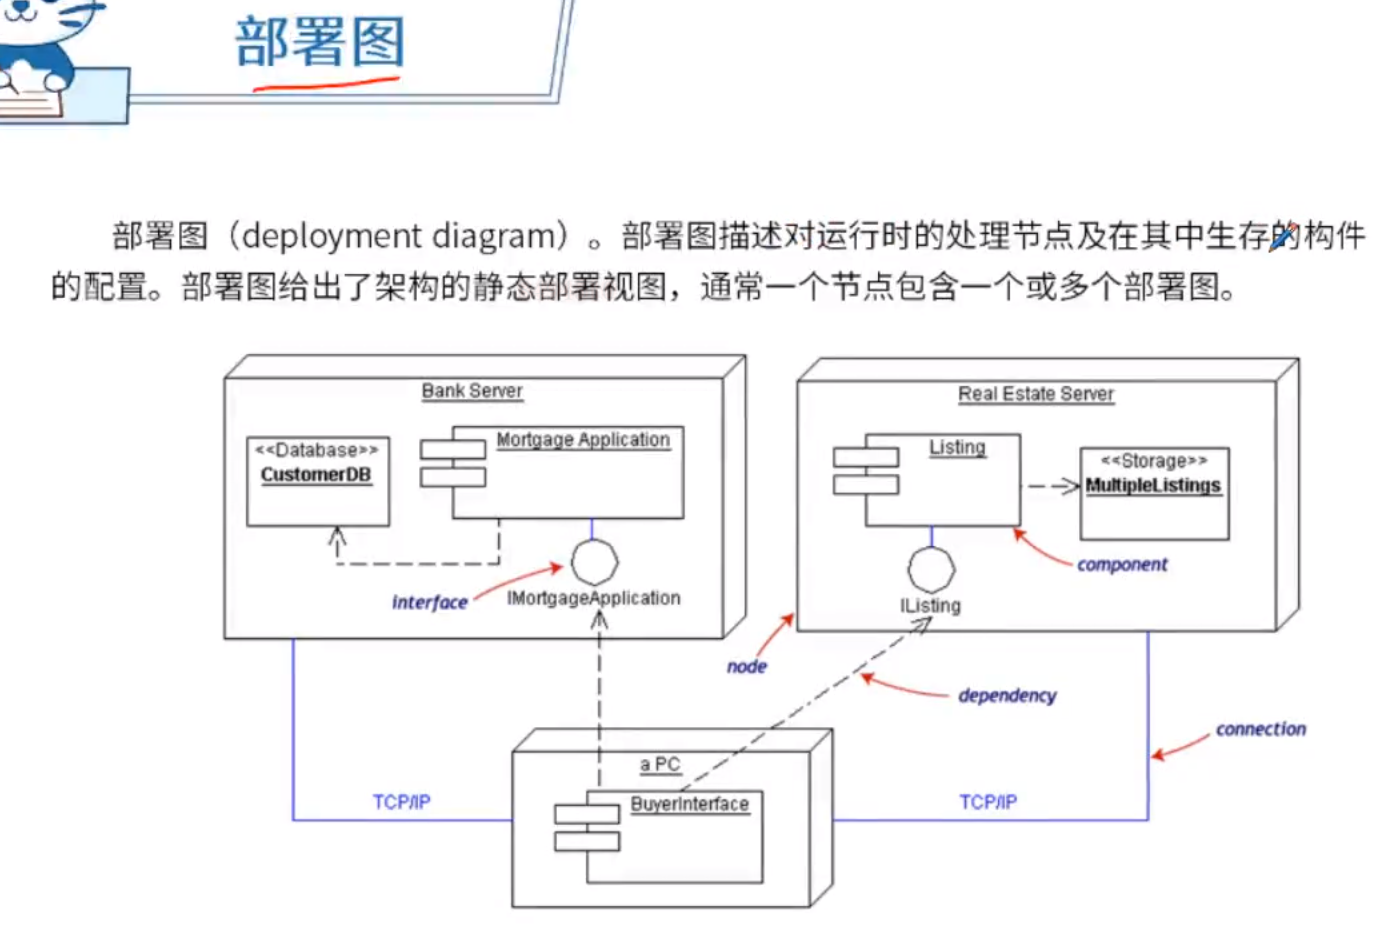 部署图
部署图（deployment diagram）。部署图描述对运行时的处理节点及在其中生存的构件
的配置。部署图给出了架构的静态部署视图，通常一个节点包含一个或多个部署图。
Bank Server
<<Database>>
CustomerDB
Mortgage Application
interface
IMortgageApplication
Real Estate Server
Listing
<<Storage>>
MultipleListings
component
IListing
node
dependency
connection
a PC
BuyerInterface
TCP/IP
TCP/IP